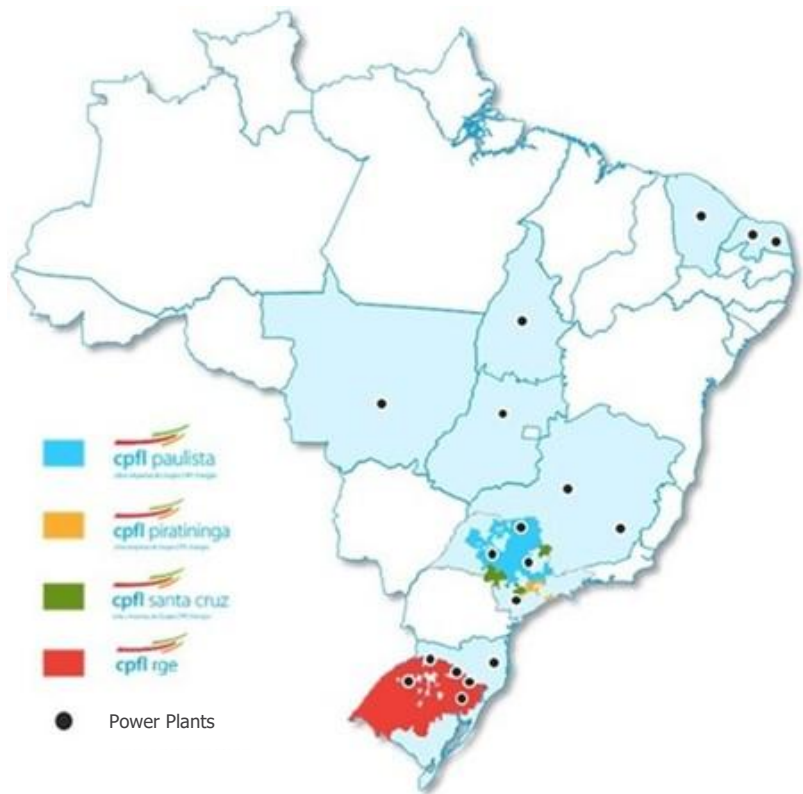 cpfl paulista
cpfl piratininga
cpfl santa cruz
cpfl rge
Power Plants